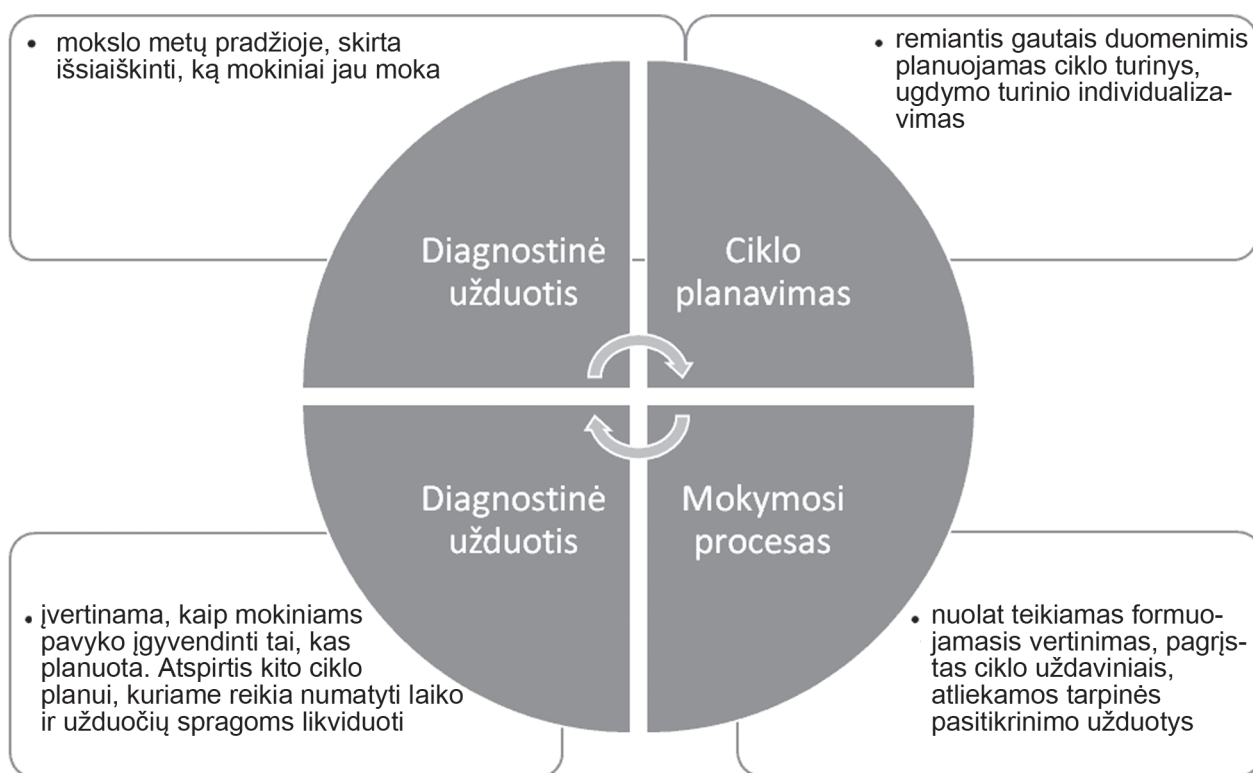 • mokslo metų pradžioje, skirta
išsiaiškinti, ką mokiniai jau moka
• remiantis gautais duomenimis
planuojamas ciklo turinys,
ugdymo turinio individualiza-
vimas
Diagnostinė
užduotis
Ciklo
planavimas
Diagnostinė
užduotis
Mokymosi
procesas
• įvertinama, kaip mokiniams
pavyko įgyvendinti tai, kas
planuota. Atspirtis kito ciklo
planui, kuriame reikia numatyti laiko
ir užduočių spragoms likviduoti
• nuolat teikiamas formuo-
jamasis vertinimas, pagrįs-
tas ciklo uždaviniais,
atliekamos tarpinės
pasitikrinimo užduotys